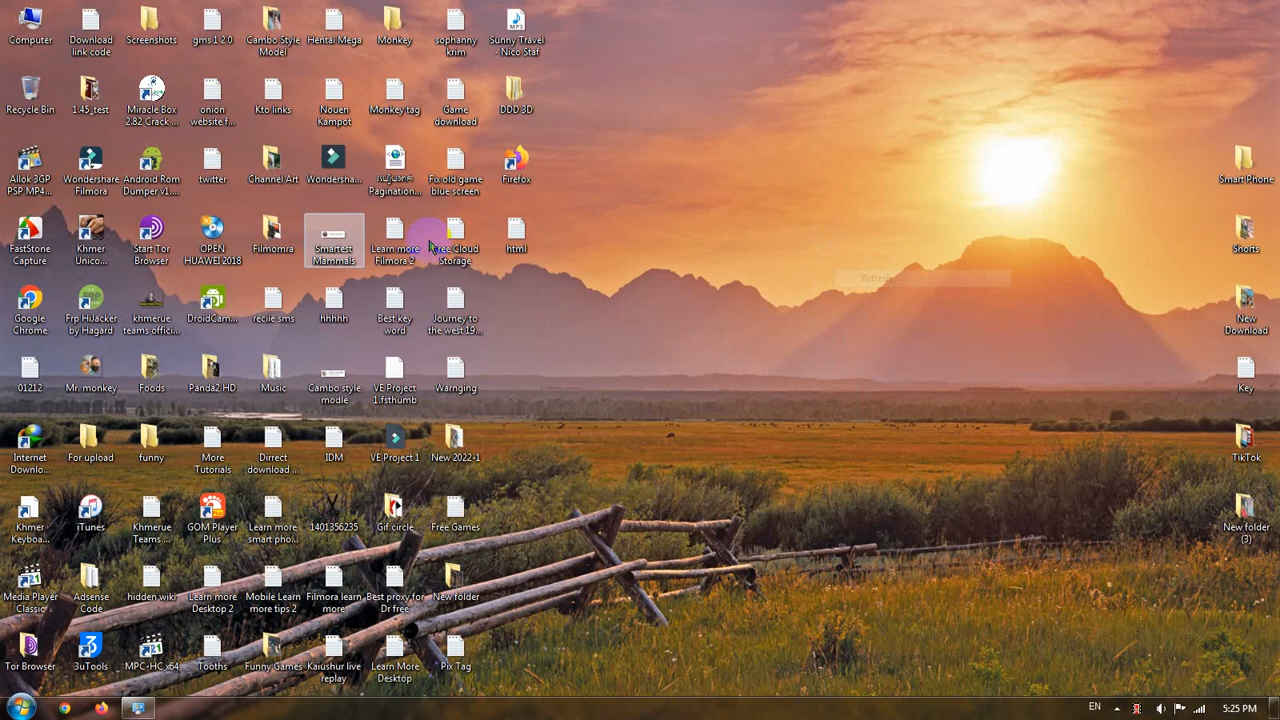 Computer
Download
link code
Screenshots
gms 1 2.0
Cambo Style
Model
Hentai Mega
Monkey
sophanny
krim
MP3
Sunny Travel
- Nico Staf
Recycle Bin
1.45_test
Miracle Box
2.82 Crack ...
onion
website f...
Kto links
Nouen
Kampot
Monkey tag
Game
download
DDD 3D
Allok 3GP
PSP MP4...
Wondershare
Filmora
Android Rom
Dumper v1....
twitter
Channel Art
Wondersha...
Pagination...
Fix old game
blue screen
Firefox
Smart Phone
FastStone
Capture
Khmer
Unico...
Start Tor
Browser
OPEN
HUAWEI 2018
Filmomra
Smartest
Mammals
Learn more
Filmora 2
Free Cloud
Storage
html
Shorts
Refresh
Google
Chrome
Frp HiJacker
by Hagard
khmerue
teams offici...
DroidCam...
reciie sms
hhhhh
Best key
word
Journey to
the west 19...
New
Download
01212
Mr. monkey
Foods
Panda2 HD
Music
Cambo style
modle
VE Project
1.fsthumb
Warnging
Key
Internet
Downlo...
For upload
funny
More
Tutorials
Dirrect
download ...
IDM
VE Project 1
New 2022-1
TikTok
Khmer
Keyboa...
iTunes
Khmerue
Teams ...
GOM Player
Plus
Learn more
smart pho...
1401356235
Gif circle
Free Games
New folder
(3)
Media Player
Classic
Adsense
Code
hidden wiki
Learn more
Desktop 2
Mobile Learn
more tips 2
Filmora learn
more
Best proxy for
Dr free
New folder
Tor Browser
3uTools
MPC-HC x64
Tooths
Funny Games
Kaiushur live
replay
Learn More
Desktop
Pix Tag
EN
5:25 PM